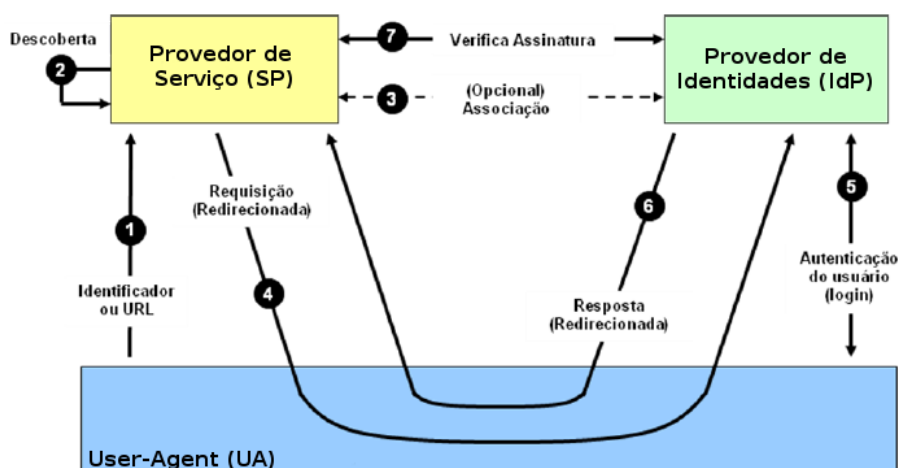 Descoberta
2
Provedor de
Serviço (SP)
7
Verifica Assinatura
3
(Opcional)
Associação
Provedor de
Identidades (IdP)
1
Identificador
ou URL
Requisição
(Redirecionada)
4
6
Resposta
(Redirecionada)
5
Autenticação
do usuário
(login)
User-Agent (UA)